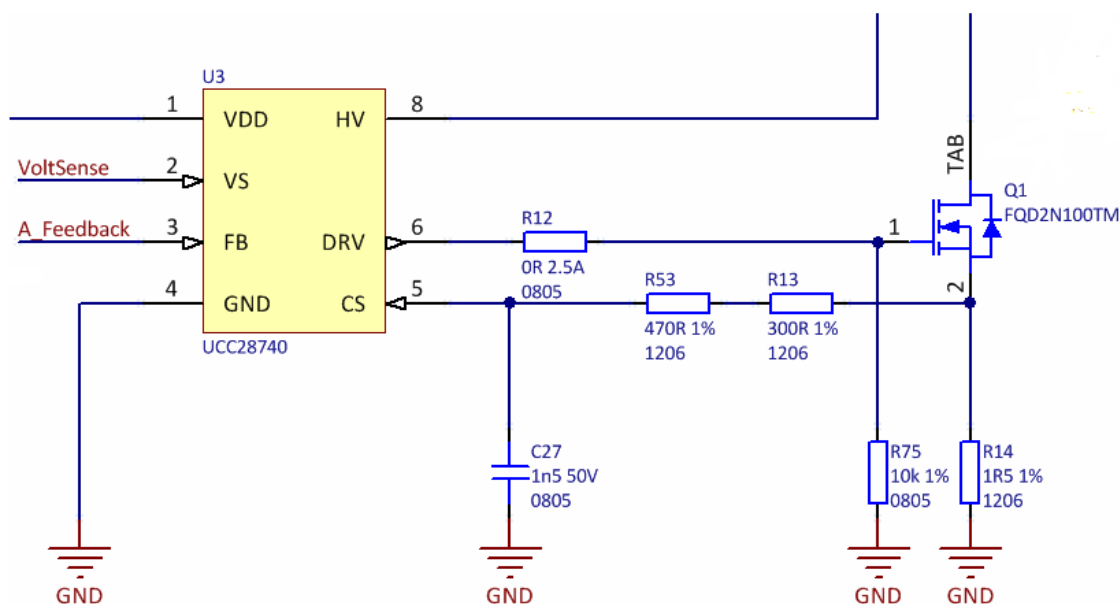 U3
1 VDD HV 8
VoltSense 2 VS
A_Feedback 3 FB DRV 6
4 GND CS 5
UCC28740
R12
0R 2.5A
0805
R53
470R 1%
1206
R13
300R 1%
1206
TAB
Q1
FQD2N100TM
1
2
C27
1n5 50V
0805
R75
10k 1%
0805
R14
1R5 1%
1206
GND
GND
GND
GND